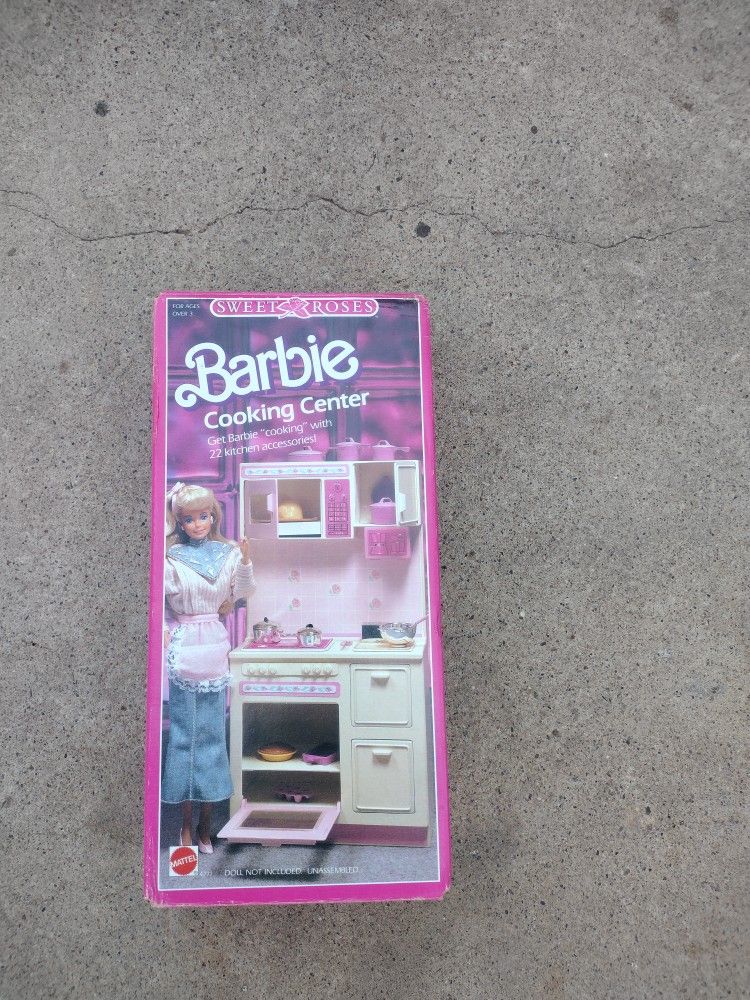 FOR AGES
OVER 3
SWEET ROSES
Barbie
Cooking Center
Get Barbie "cooking" with
22 kitchen accessories!
MATTEL
DOLL NOT INCLUDED. UNASSEMBLED.